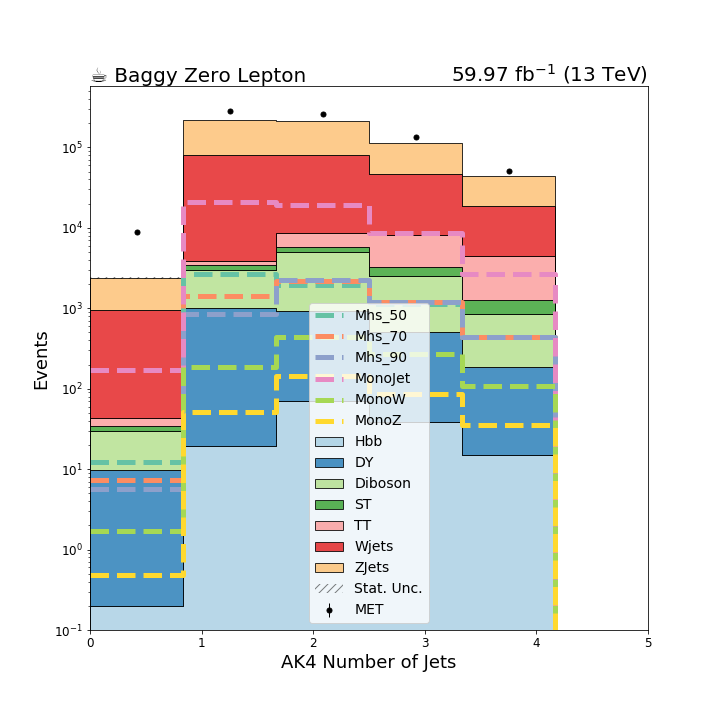 ☕ Baggy Zero Lepton 59.97 fb⁻¹ (13 TeV)
Events
10⁵
10⁴
10³
10²
10¹
10⁰
10⁻¹
Mhs_50
Mhs_70
Mhs_90
MonoJet
MonoW
MonoZ
Hbb
DY
Diboson
ST
TT
Wjets
ZJets
Stat. Unc.
MET
0 1 2 3 4 5
AK4 Number of Jets